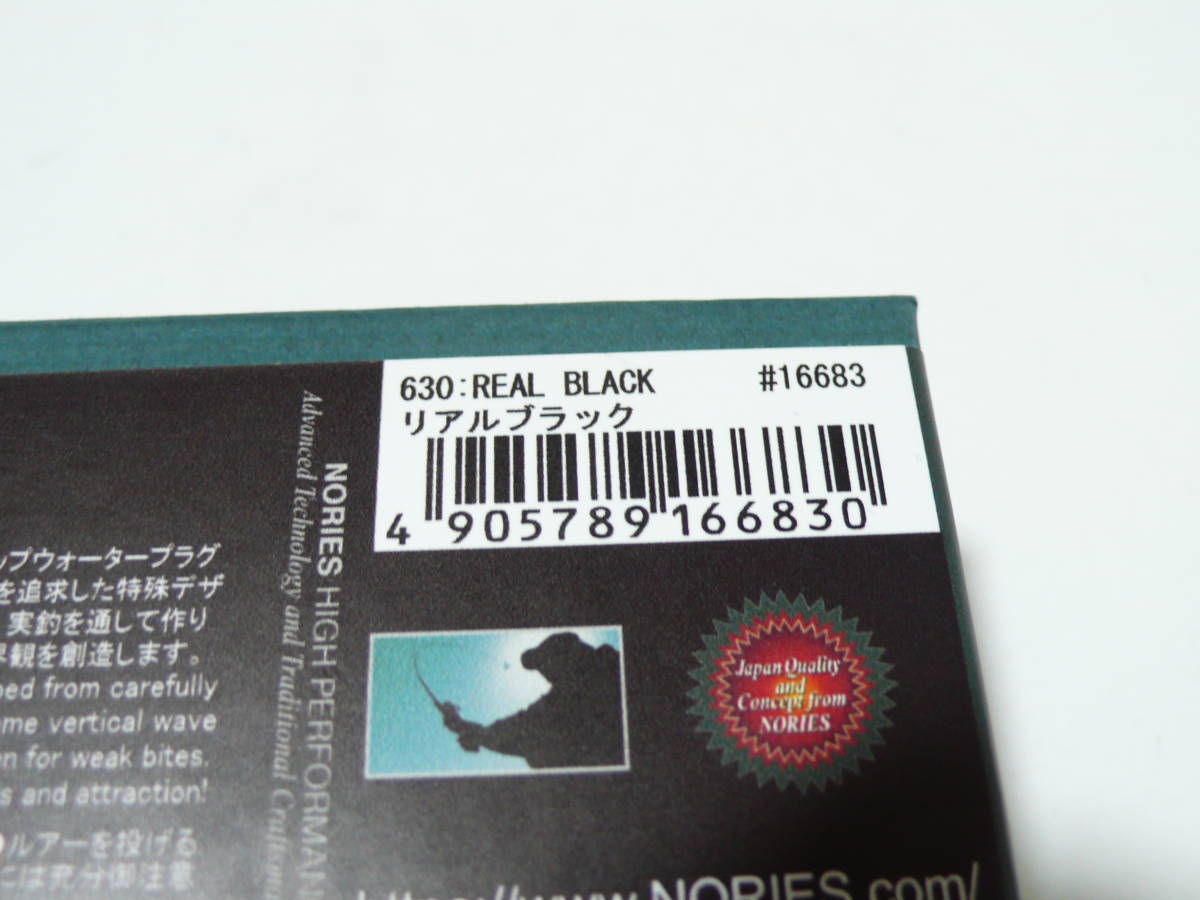 630:REAL BLACK #16683
リアルブラック
4 905789 166830
NORIES HIGH PERFORMAN
Advanced Technology and Traditional Craftsman
ップウォータープラグ
を追求した特殊デザ
実釣を通して作り
界観を創造します。
ped from carefully
me vertical wave
en for weak bites.
s and attraction!
ルアーを投げる
には充分御注意
Japan Quality
and
Concept from
NORIES
https://www.NORIES.com/